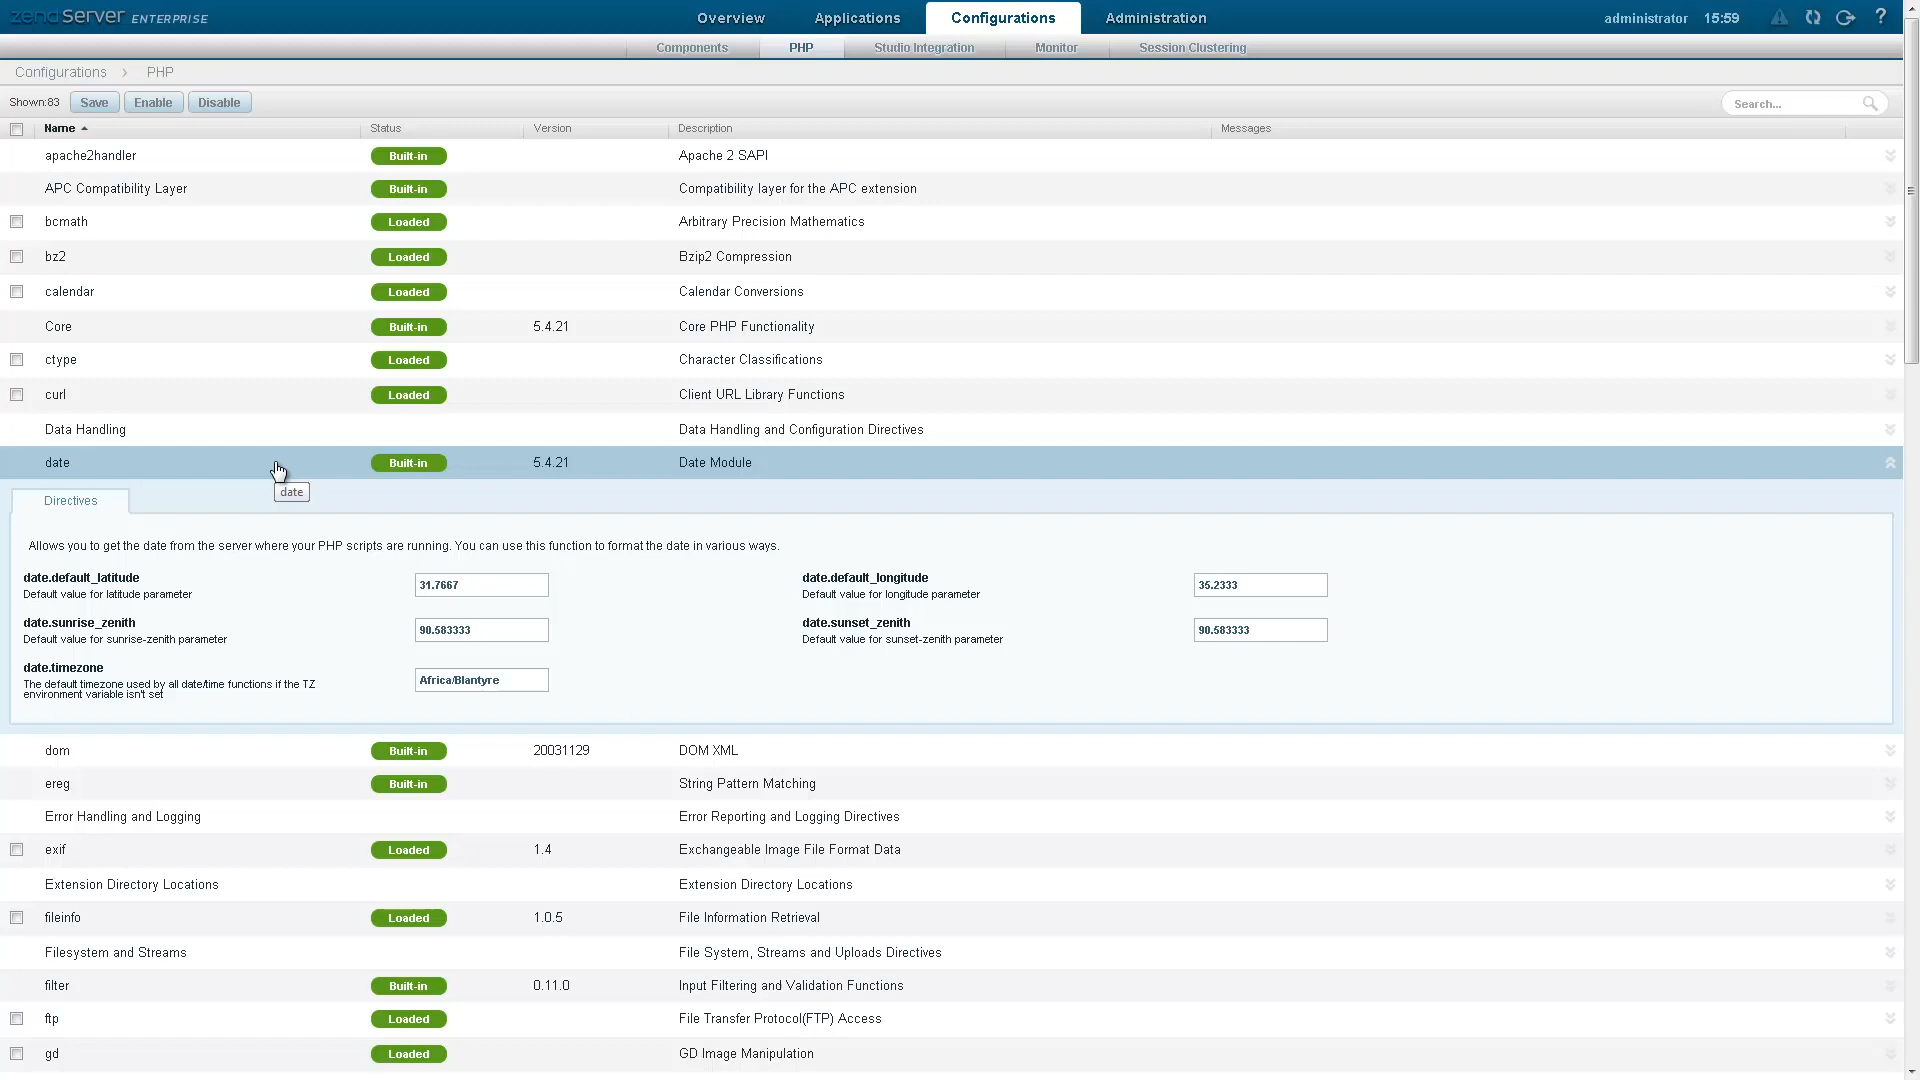 zend Server ENTERPRISE
Overview Applications Configurations Administration
administrator 15:59 ?
Components PHP Studio Integration Monitor Session Clustering
Configurations > PHP
Shown:83 Save Enable Disable Search...
Name Status Version Description Messages
apache2handler Built-in Apache 2 SAPI
APC Compatibility Layer Built-in Compatibility layer for the APC extension
bcmath Loaded Arbitrary Precision Mathematics
bz2 Loaded Bzip2 Compression
calendar Loaded Calendar Conversions
Core Built-in 5.4.21 Core PHP Functionality
ctype Loaded Character Classifications
curl Loaded Client URL Library Functions
Data Handling Data Handling and Configuration Directives
date Built-in 5.4.21 Date Module
date
Directives
Allows you to get the date from the server where your PHP scripts are running. You can use this function to format the date in various ways.
date.default_latitude 31.7667 date.default_longitude 35.2333
Default value for latitude parameter Default value for longitude parameter
date.sunrise_zenith 90.583333 date.sunset_zenith 90.583333
Default value for sunrise-zenith parameter Default value for sunset-zenith parameter
date.timezone Africa/Blantyre
The default timezone used by all date/time functions if the TZ
environment variable isn't set
dom Built-in 20031129 DOM XML
ereg Built-in String Pattern Matching
Error Handling and Logging Error Reporting and Logging Directives
exif Loaded 1.4 Exchangeable Image File Format Data
Extension Directory Locations Extension Directory Locations
fileinfo Loaded 1.0.5 File Information Retrieval
Filesystem and Streams File System, Streams and Uploads Directives
filter Built-in 0.11.0 Input Filtering and Validation Functions
ftp Loaded File Transfer Protocol(FTP) Access
gd Loaded GD Image Manipulation